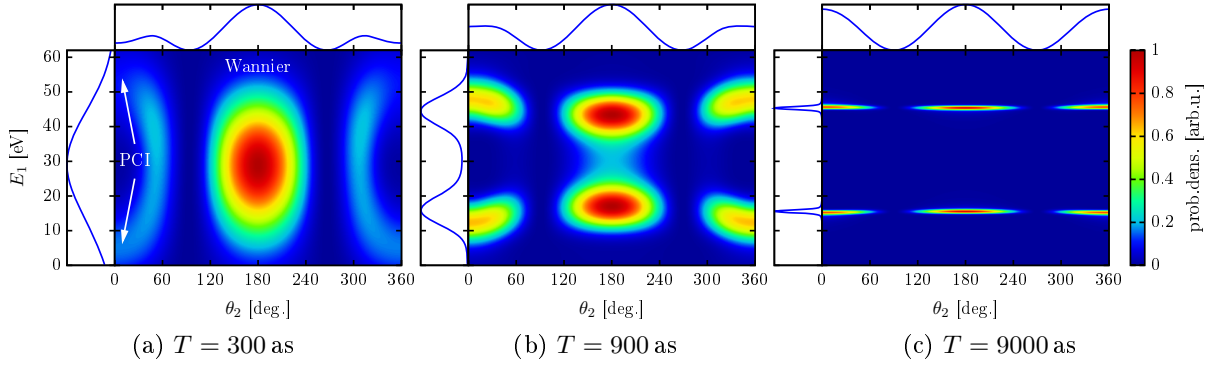 Wannier
PCI
E₁ [eV]
0
10
20
30
40
50
60
0 60 120 180 240 300 360
0 60 120 180 240 300 360
0 60 120 180 240 300 360
θ₂ [deg.]
θ₂ [deg.]
θ₂ [deg.]
0
0.2
0.4
0.6
0.8
1
prob.dens. [arb.u.]
(a) T = 300 as
(b) T = 900 as
(c) T = 9000 as